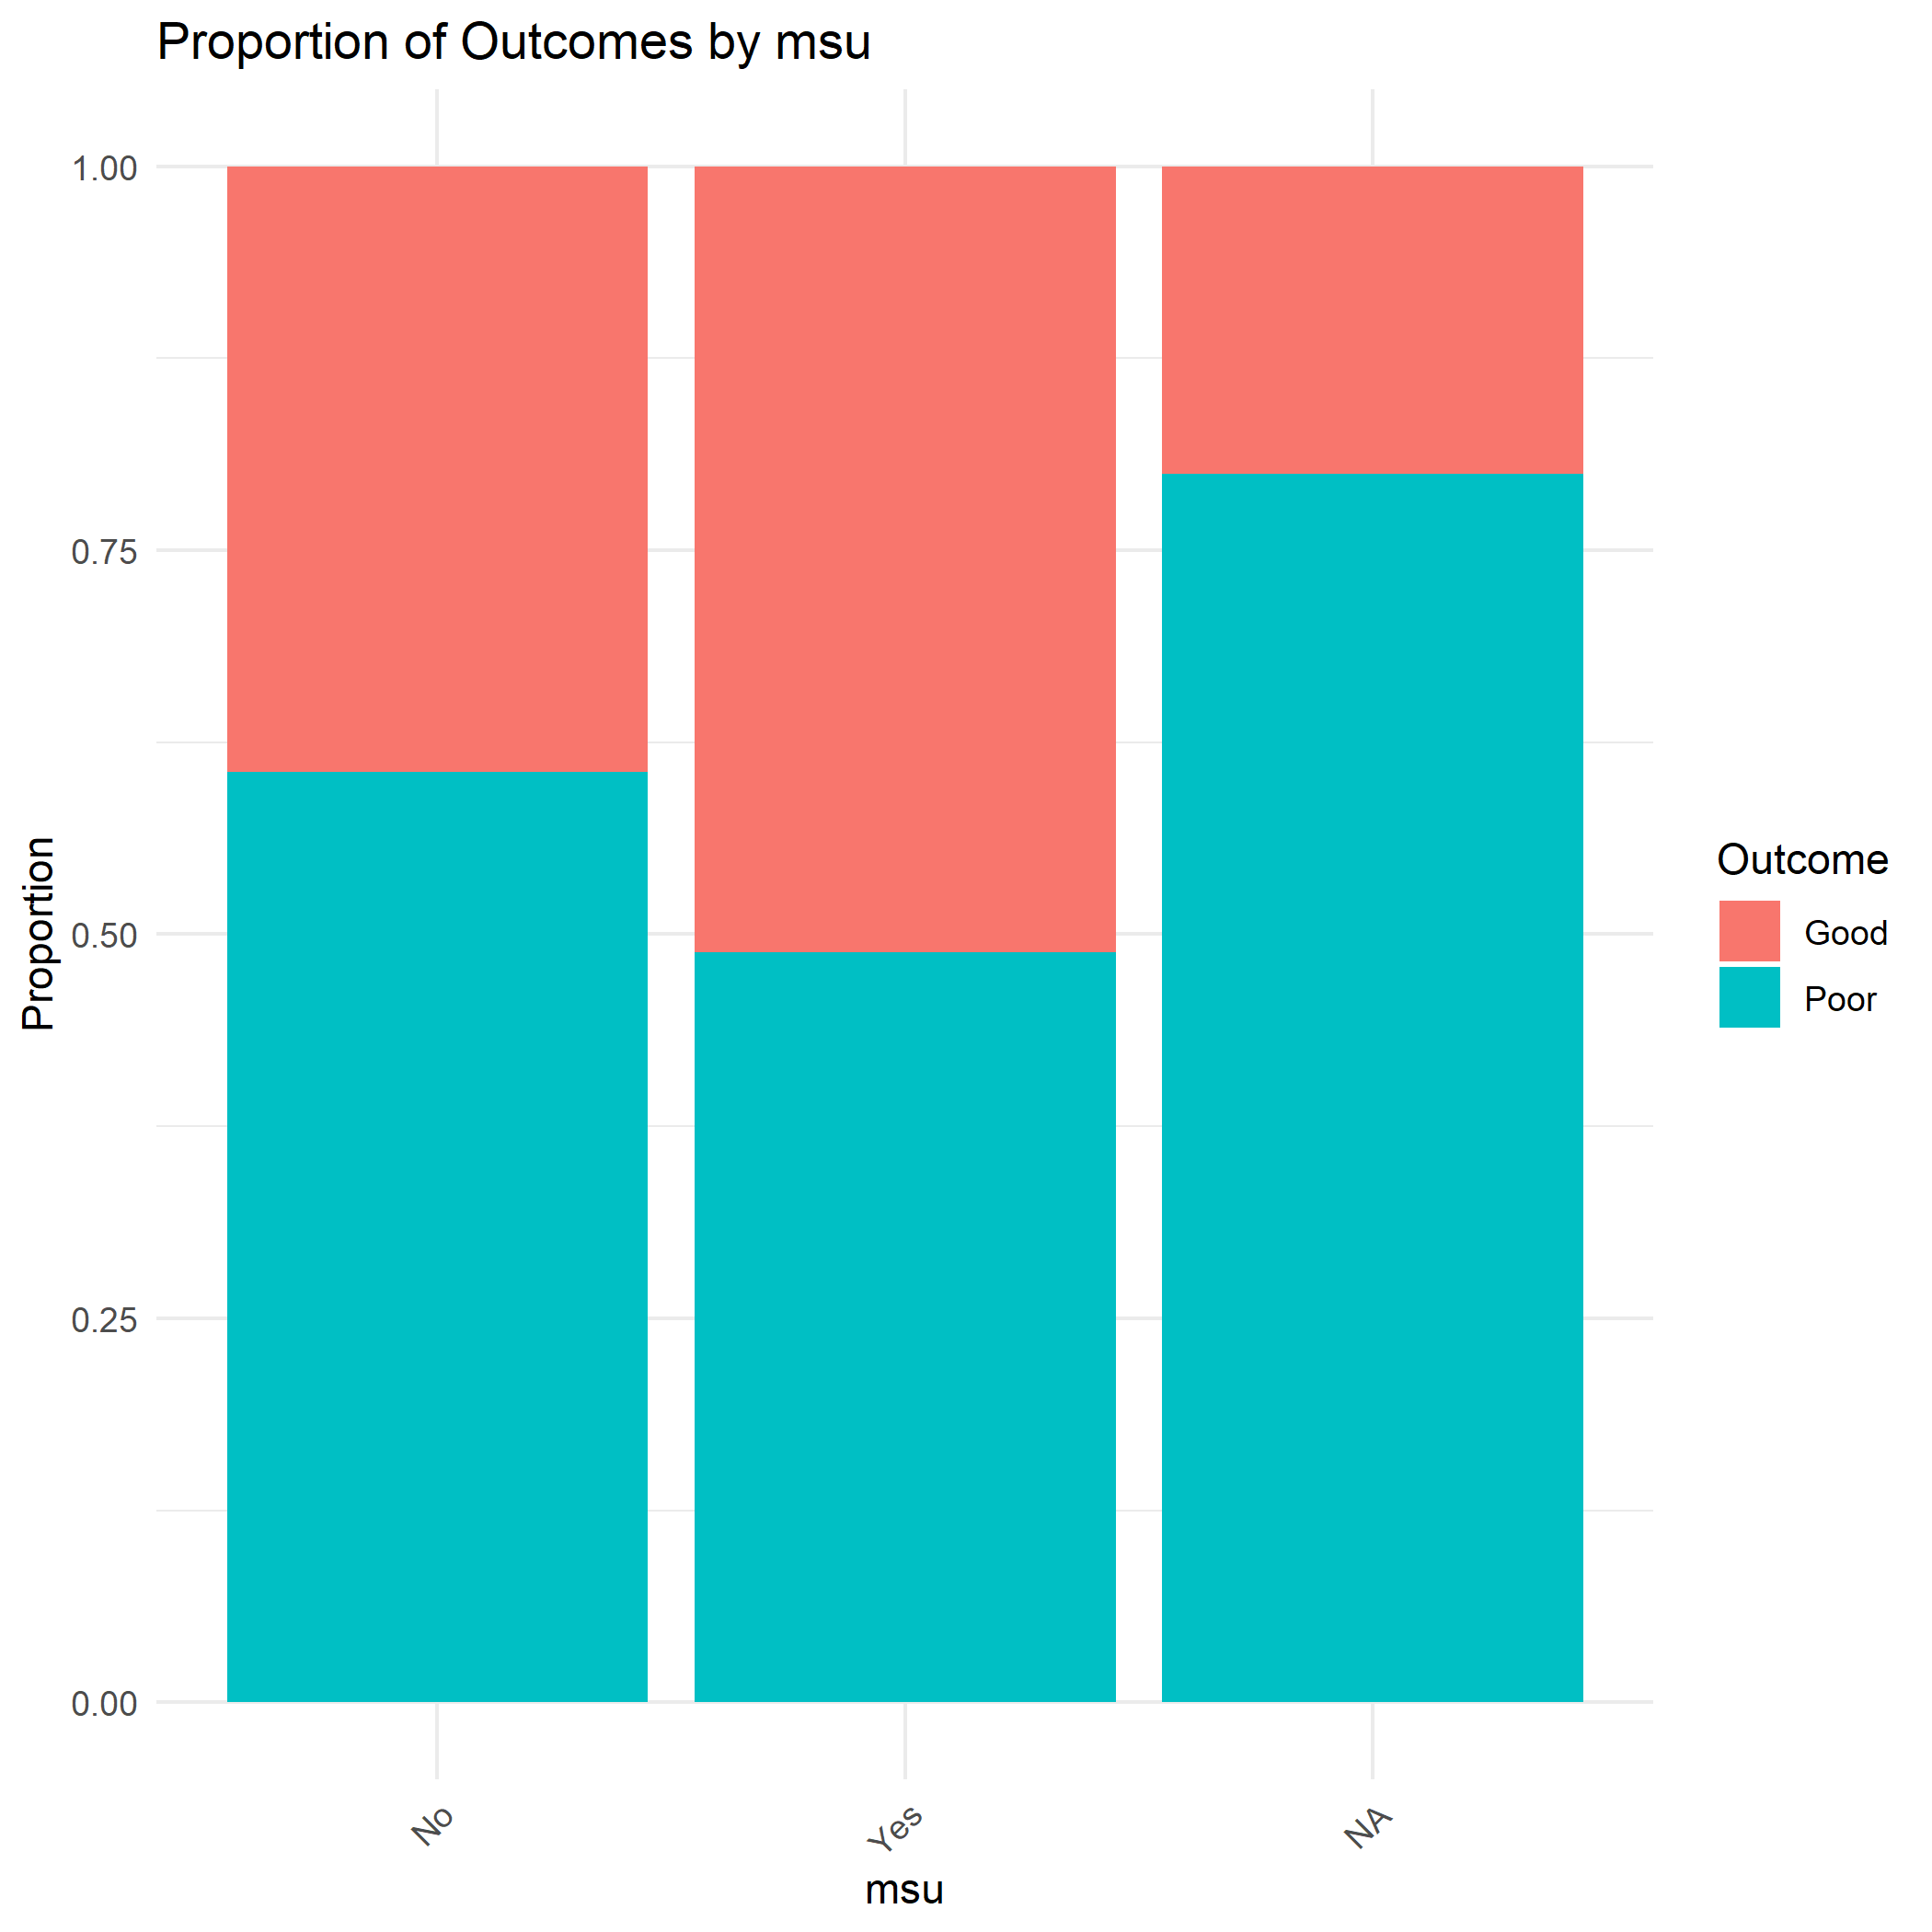 Proportion of Outcomes by msu
1.00
0.75
0.50
0.25
0.00
Proportion
No
Yes
NA
msu
Outcome
Good
Poor